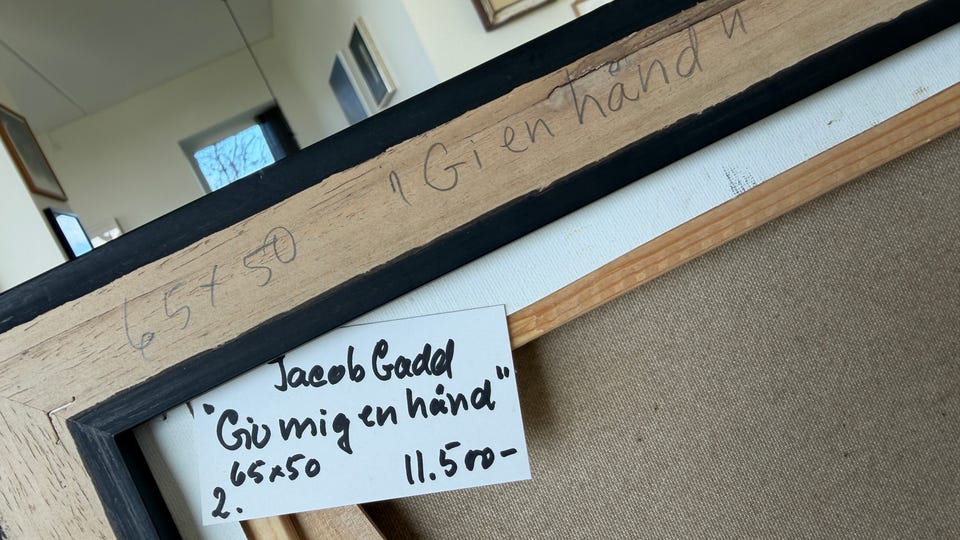 65x50 "Gi en hånd"
Jacob Gadd
"Giv mig en hånd"
65x50 11.500-
2.